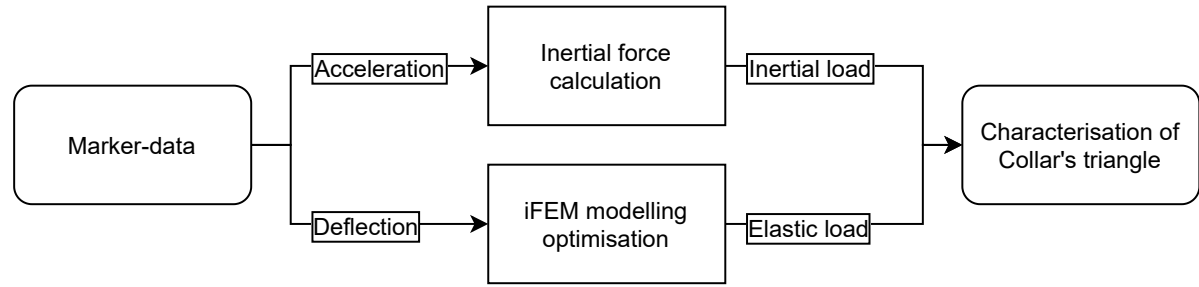 Marker-data
Acceleration
Deflection
Inertial force
calculation
iFEM modelling
optimisation
Inertial load
Elastic load
Characterisation of
Collar's triangle